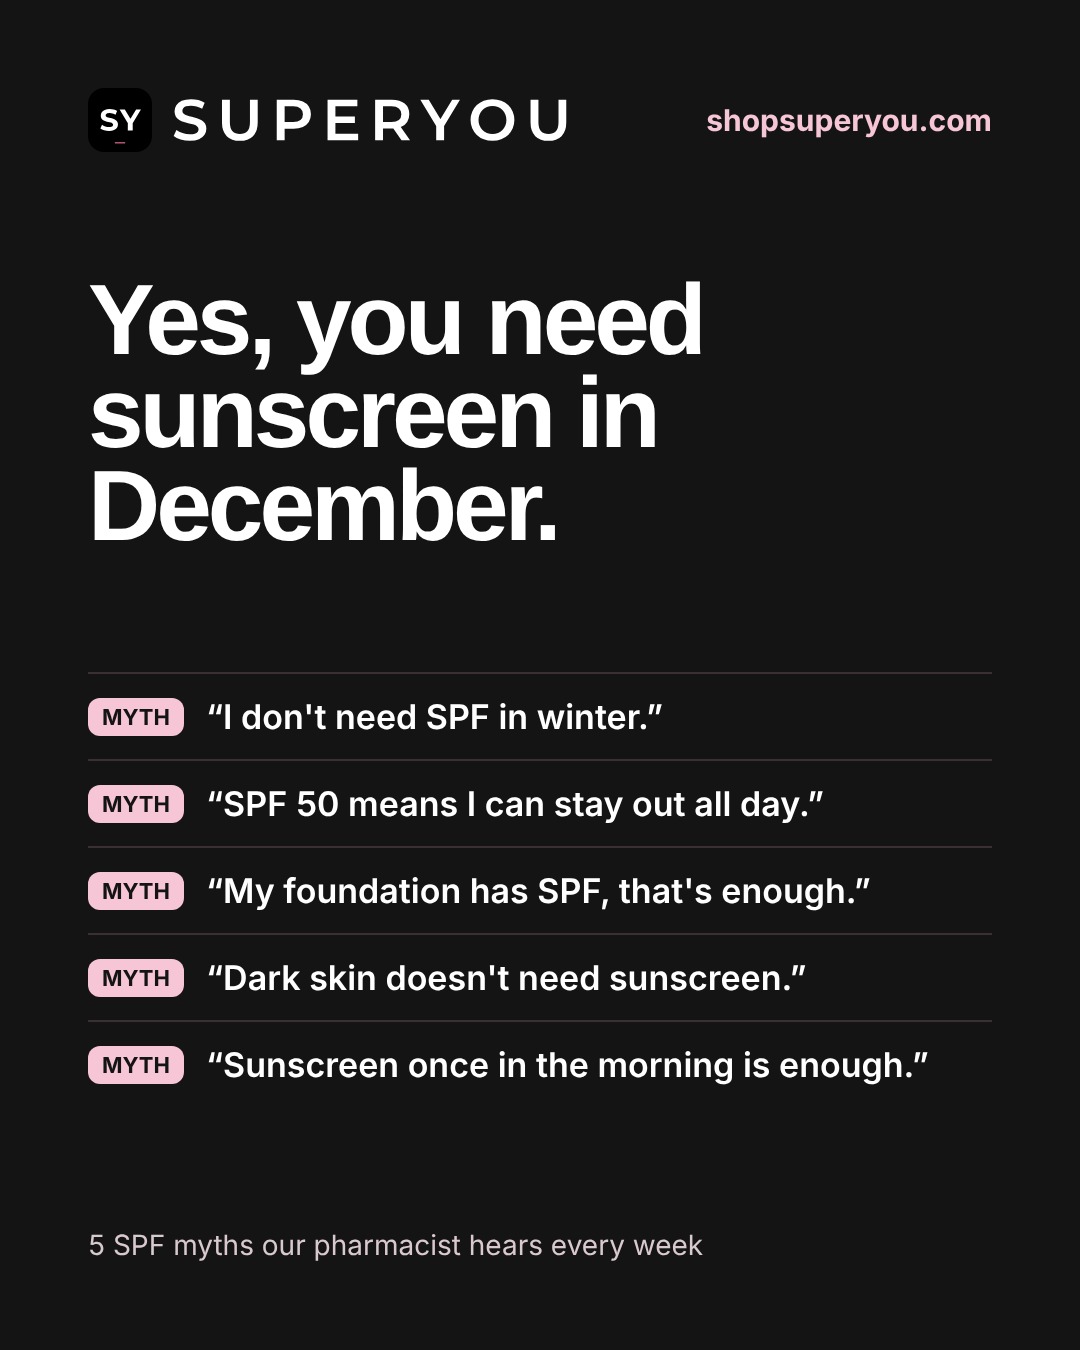 SY
SUPERYOU
shopsuperyou.com
Yes, you need
sunscreen in
December.
MYTH “I don't need SPF in winter.”
MYTH “SPF 50 means I can stay out all day.”
MYTH “My foundation has SPF, that's enough.”
MYTH “Dark skin doesn't need sunscreen.”
MYTH “Sunscreen once in the morning is enough.”
5 SPF myths our pharmacist hears every week